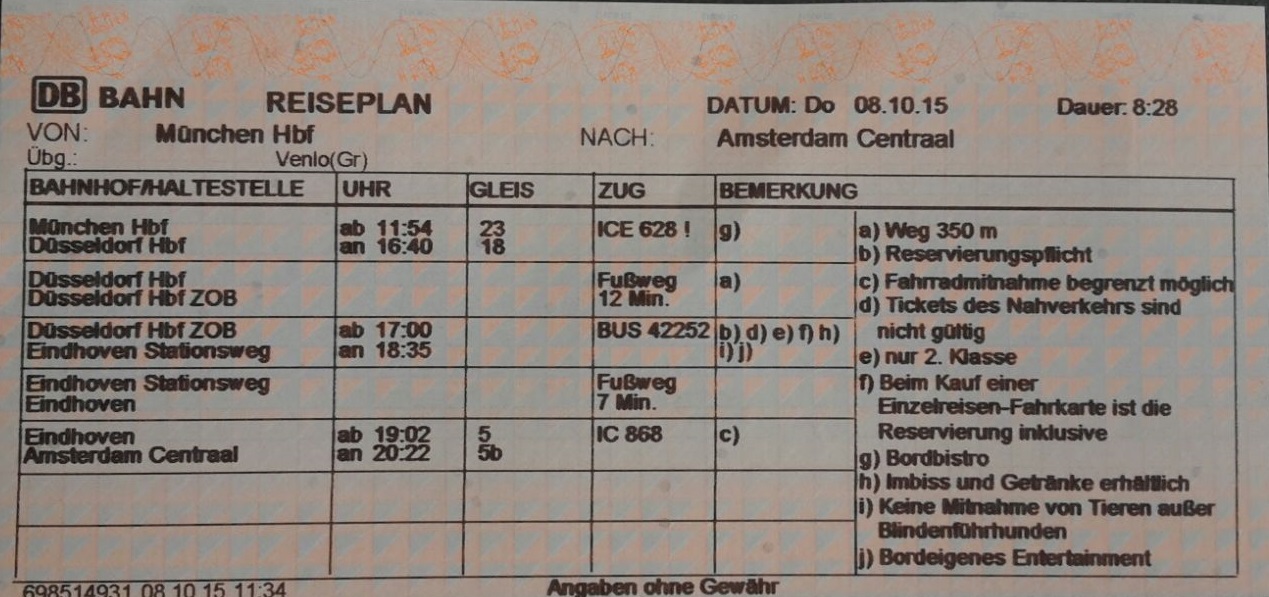 DB BAHN REISEPLAN DATUM: Do 08.10.15 Dauer: 8:28
VON: München Hbf NACH: Amsterdam Centraal
Übg.: Venlo(Gr)
BAHNHOF/HALTESTELLE UHR GLEIS ZUG BEMERKUNG
München Hbf ab 11:54 23 ICE 628 ! g)
Düsseldorf Hbf an 16:40 18
Düsseldorf Hbf Fußweg a)
Düsseldorf Hbf ZOB 12 Min.
Düsseldorf Hbf ZOB ab 17:00 BUS 42252 b) d) e) f) h)
Eindhoven Stationsweg an 18:35 i) j)
Eindhoven Stationsweg Fußweg
Eindhoven 7 Min.
Eindhoven ab 19:02 5 IC 868 c)
Amsterdam Centraal an 20:22 5b
a) Weg 350 m
b) Reservierungspflicht
c) Fahrradmitnahme begrenzt möglich
d) Tickets des Nahverkehrs sind
nicht gültig
e) nur 2. Klasse
f) Beim Kauf einer
Einzelreisen-Fahrkarte ist die
Reservierung inklusive
g) Bordbistro
h) Imbiss und Getränke erhältlich
i) Keine Mitnahme von Tieren außer
Blindenführhunden
j) Bordeigenes Entertainment
698514931 08.10.15 11:34 Angaben ohne Gewähr